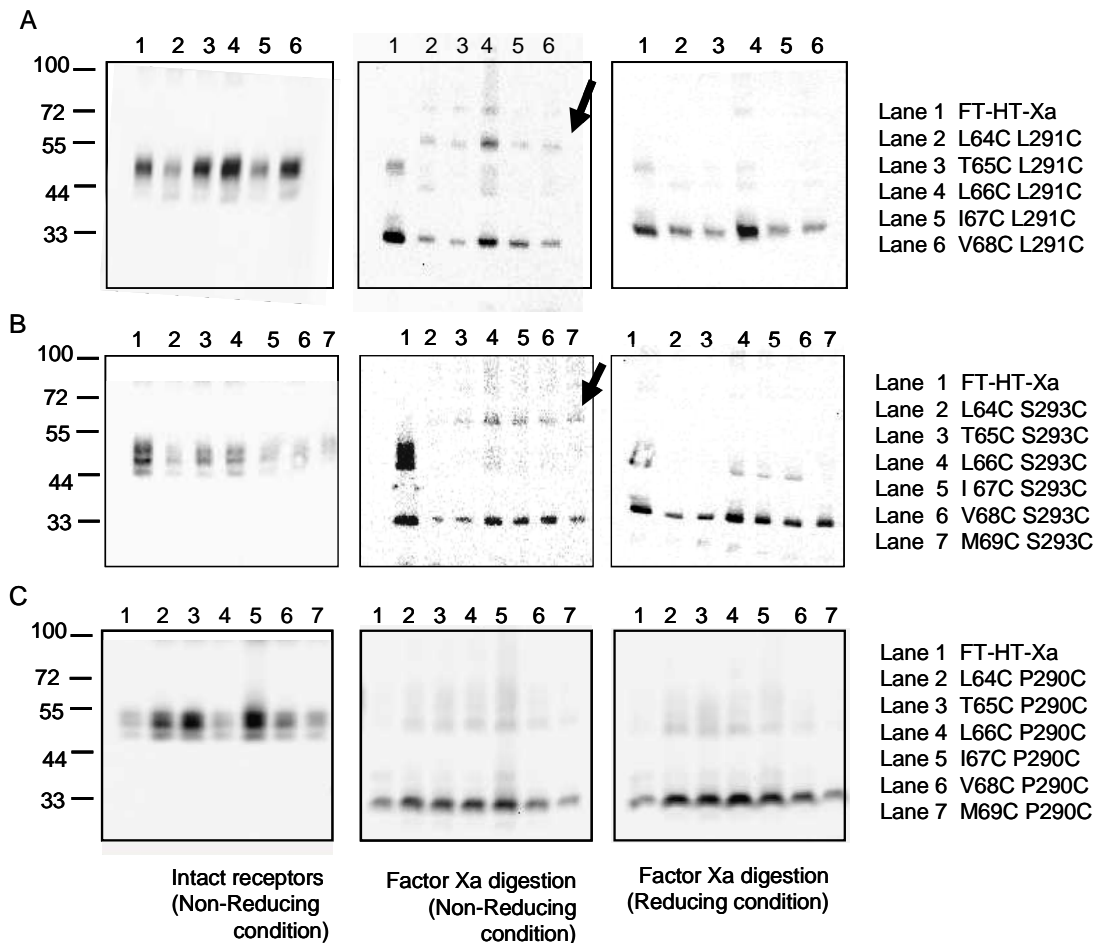 A
1 2 3 4 5 6
1 2 3 4 5 6
1 2 3 4 5 6
100
72
55
44
33
Lane 1 FT-HT-Xa
Lane 2 L64C L291C
Lane 3 T65C L291C
Lane 4 L66C L291C
Lane 5 I67C L291C
Lane 6 V68C L291C
B
1 2 3 4 5 6 7
1 2 3 4 5 6 7
1 2 3 4 5 6 7
100
72
55
44
33
Lane 1 FT-HT-Xa
Lane 2 L64C S293C
Lane 3 T65C S293C
Lane 4 L66C S293C
Lane 5 I 67C S293C
Lane 6 V68C S293C
Lane 7 M69C S293C
C
1 2 3 4 5 6 7
1 2 3 4 5 6 7
1 2 3 4 5 6 7
100
72
55
44
33
Lane 1 FT-HT-Xa
Lane 2 L64C P290C
Lane 3 T65C P290C
Lane 4 L66C P290C
Lane 5 I67C P290C
Lane 6 V68C P290C
Lane 7 M69C P290C
Intact receptors
(Non-Reducing
condition)
Factor Xa digestion
(Non-Reducing
condition)
Factor Xa digestion
(Reducing condition)